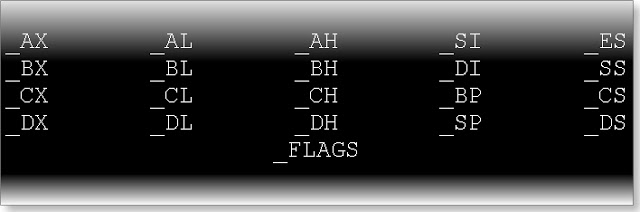 _AX _AL _AH _SI _ES
_BX _BL _BH _DI _SS
_CX _CL _CH _BP _CS
_DX _DL _DH _SP _DS
_FLAGS